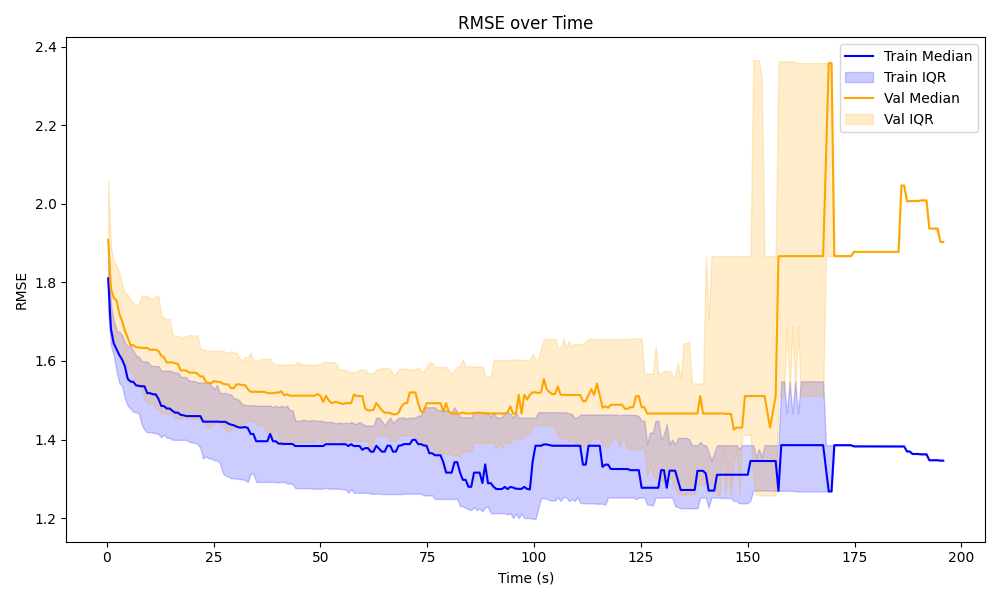 RMSE over Time
RMSE
2.4
2.2
2.0
1.8
1.6
1.4
1.2
Train Median
Train IQR
Val Median
Val IQR
0 25 50 75 100 125 150 175 200
Time (s)